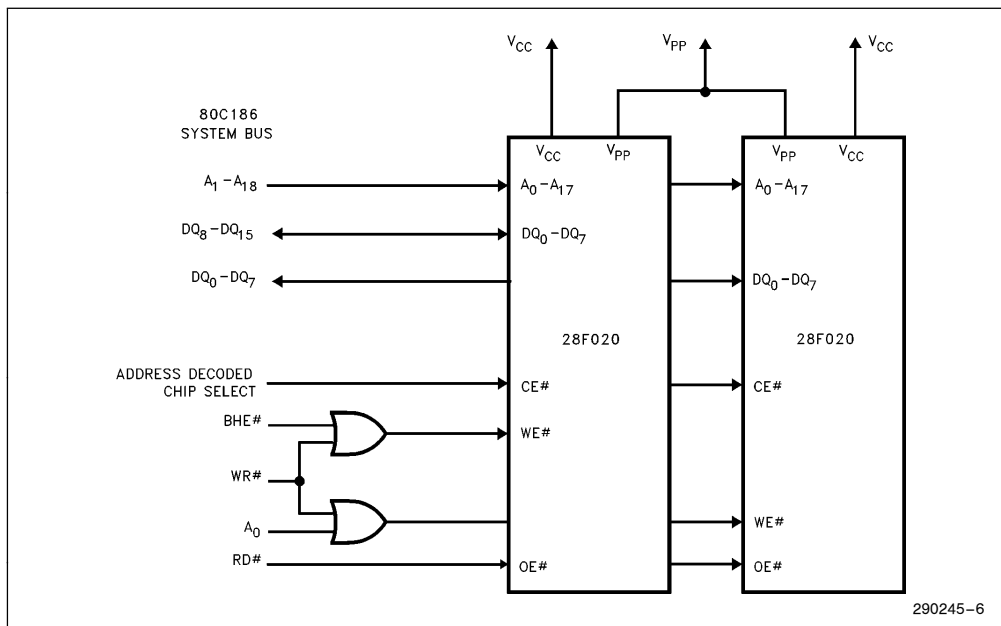 V_CC V_PP V_CC
80C186
SYSTEM BUS
V_CC V_PP V_PP V_CC
A_1–A_18 A_0–A_17 A_0–A_17
DQ_8–DQ_15 DQ_0–DQ_7
DQ_0–DQ_7 DQ_0–DQ_7
28F020 28F020
ADDRESS DECODED
CHIP SELECT
CE# CE#
BHE#
WE#
WR#
A_0
WE#
RD# OE# OE#
290245–6